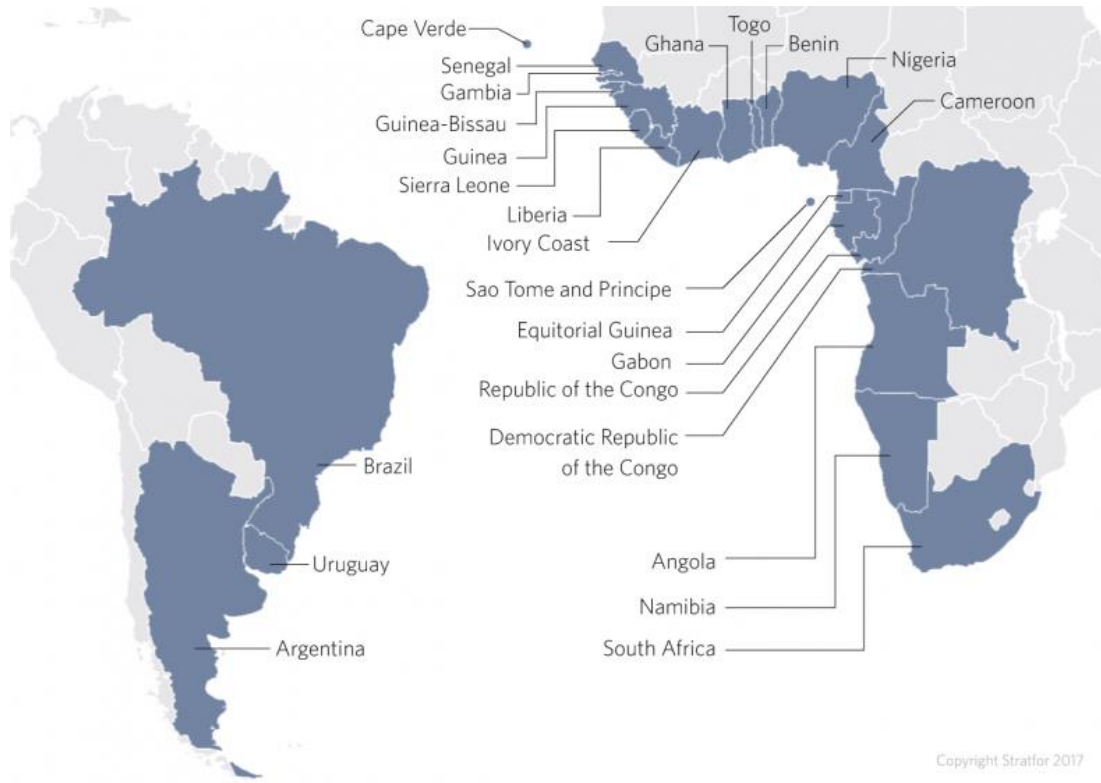 Cape Verde
Senegal
Gambia
Guinea-Bissau
Guinea
Sierra Leone
Liberia
Ivory Coast
Ghana
Togo
Benin
Nigeria
Cameroon
Sao Tome and Principe
Equitorial Guinea
Gabon
Republic of the Congo
Democratic Republic
of the Congo
Brazil
Uruguay
Argentina
Angola
Namibia
South Africa
Copyright Stratfor 2017